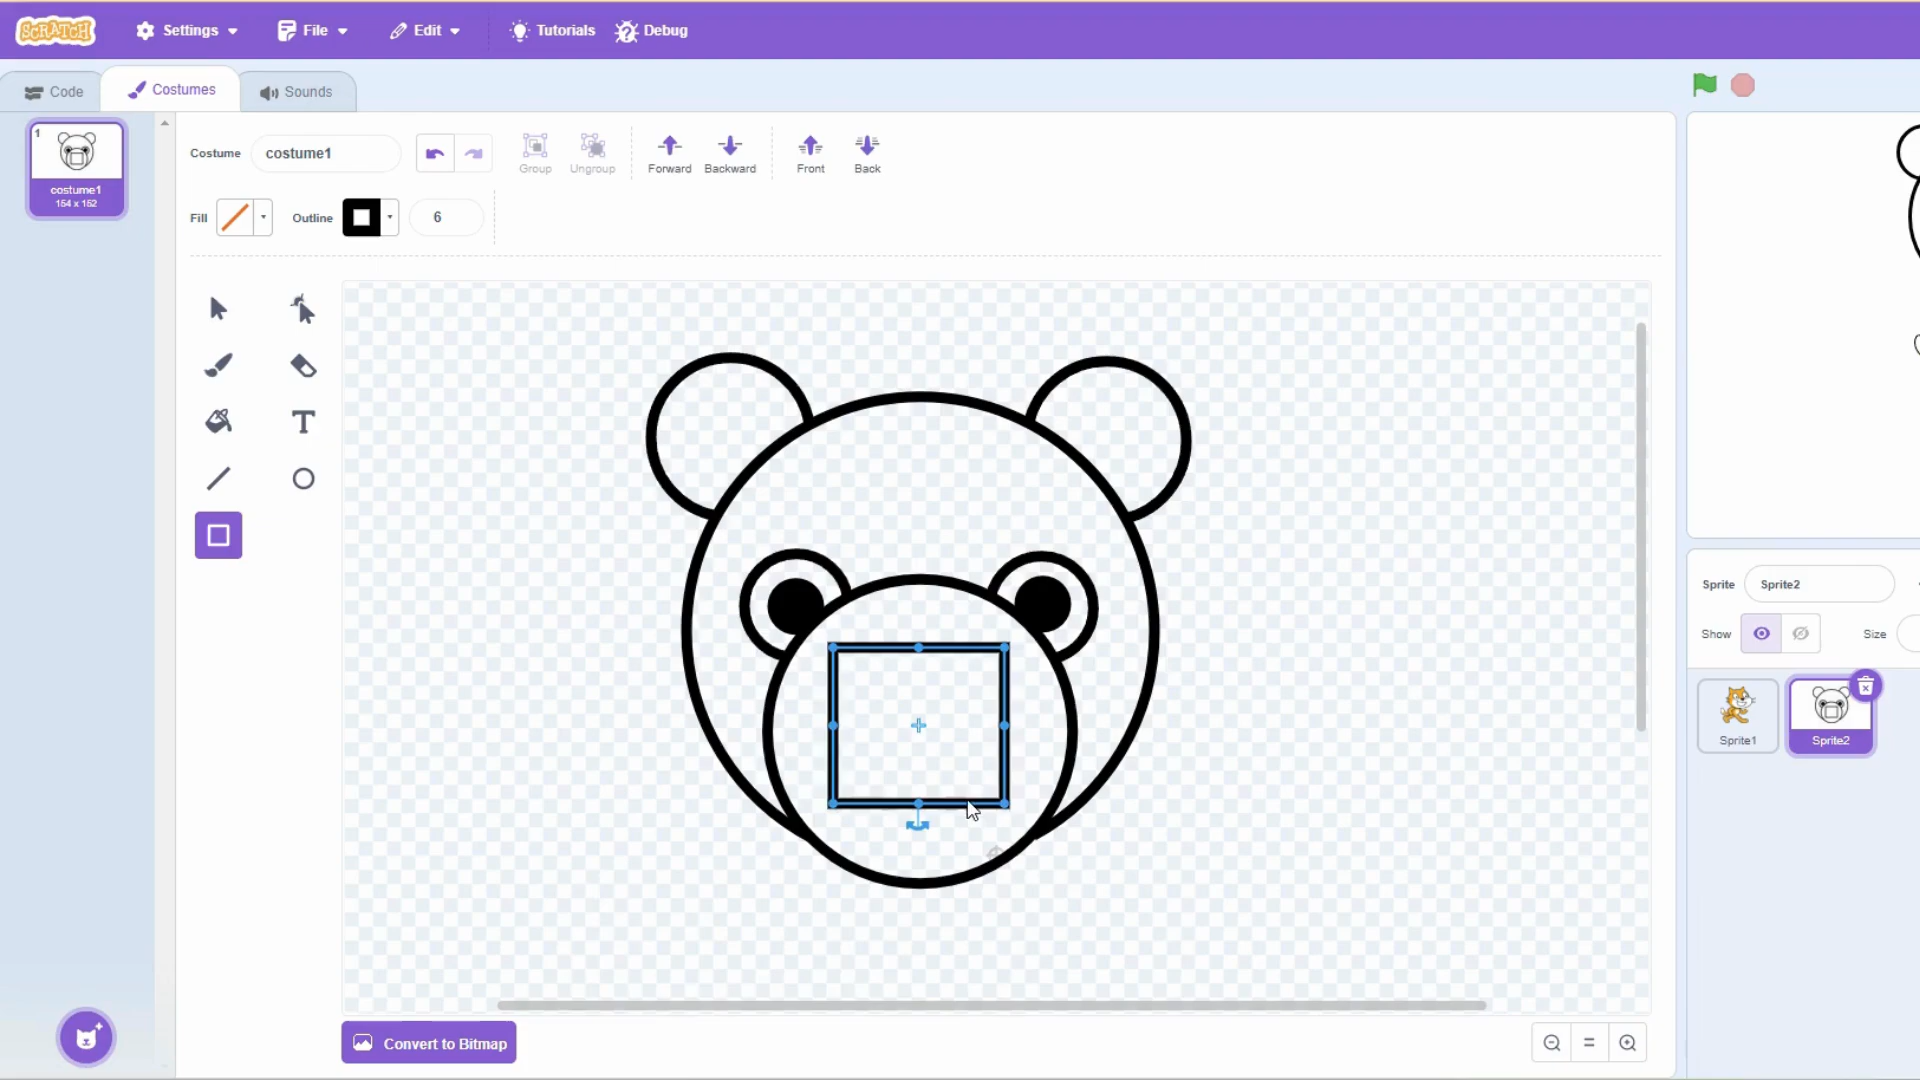 SCRATCH Settings File Edit Tutorials Debug
Code Costumes Sounds
1
costume1
154 x 152
Costume costume1 Group Ungroup Forward Backward Front Back
Fill Outline 6
T
Convert to Bitmap
Sprite Sprite2
Show Size
Sprite1 Sprite2